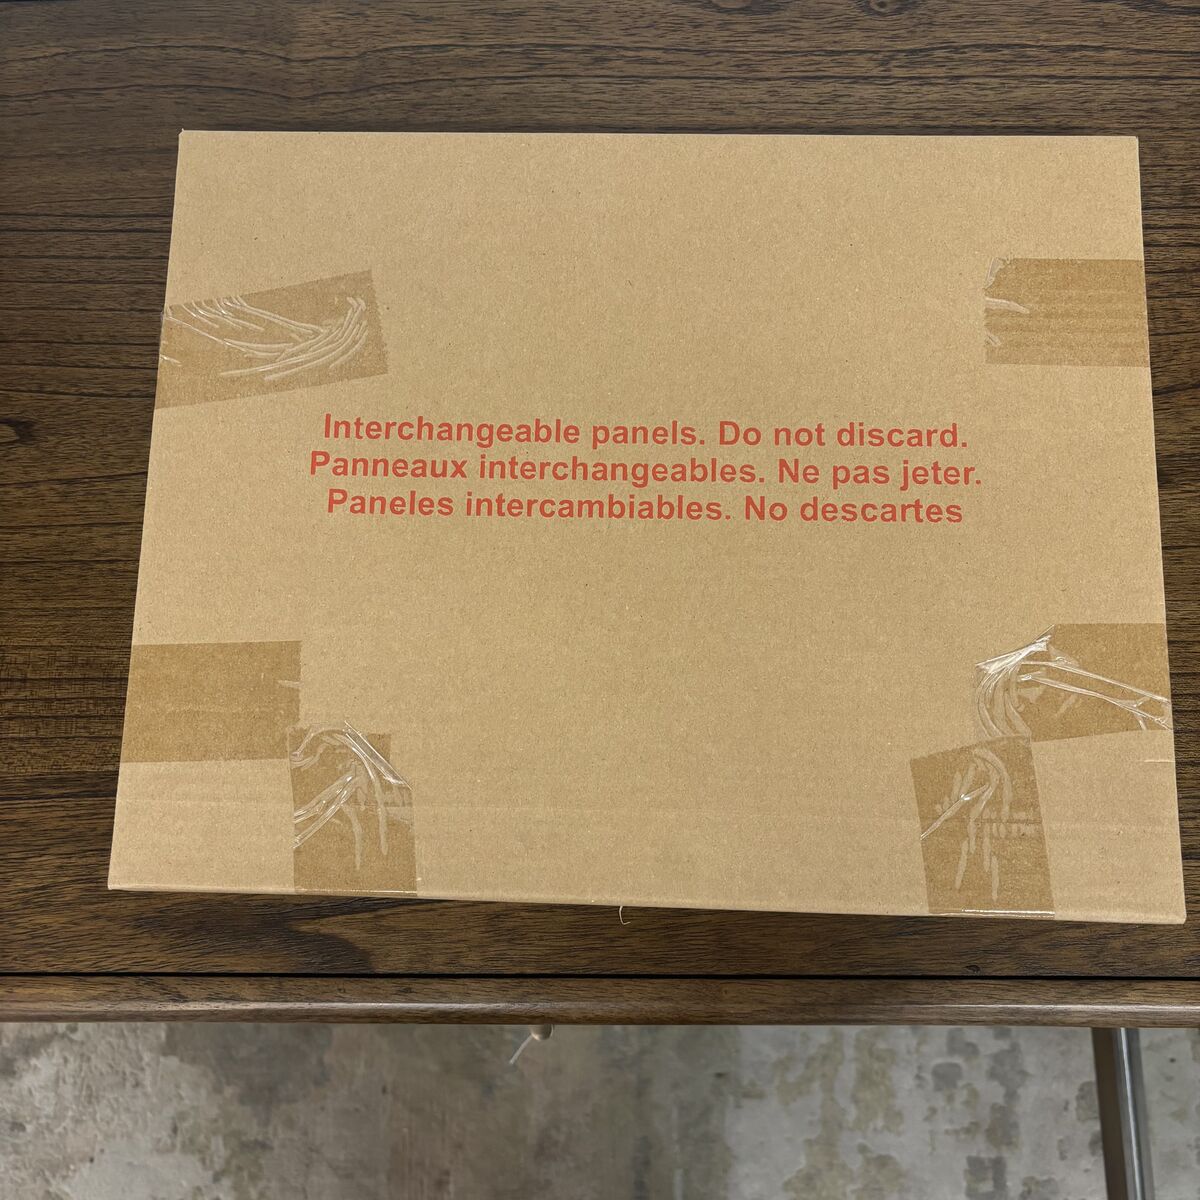 Interchangeable panels. Do not discard.
Panneaux interchangeables. Ne pas jeter.
Paneles intercambiables. No descartes